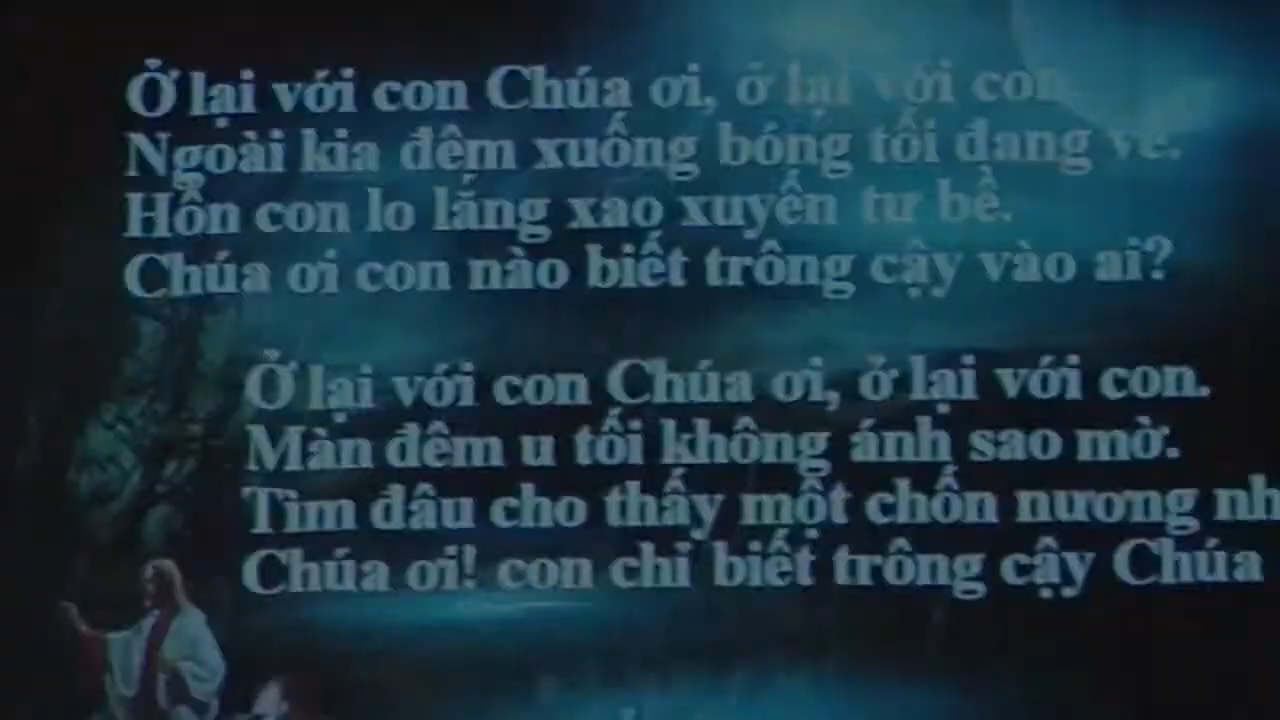 Ở lại với con Chúa ơi, ở lại với con.
Ngoài kia đêm xuống bóng tối đang về.
Hồn con lo lắng xao xuyến tư bề.
Chúa ơi con nào biết trông cậy vào ai?
Ở lại với con Chúa ơi, ở lại với con.
Màn đêm u tối không ánh sao mờ.
Tìm đâu cho thấy một chốn nương nh
Chúa ơi! con chỉ biết trông cậy Chúa